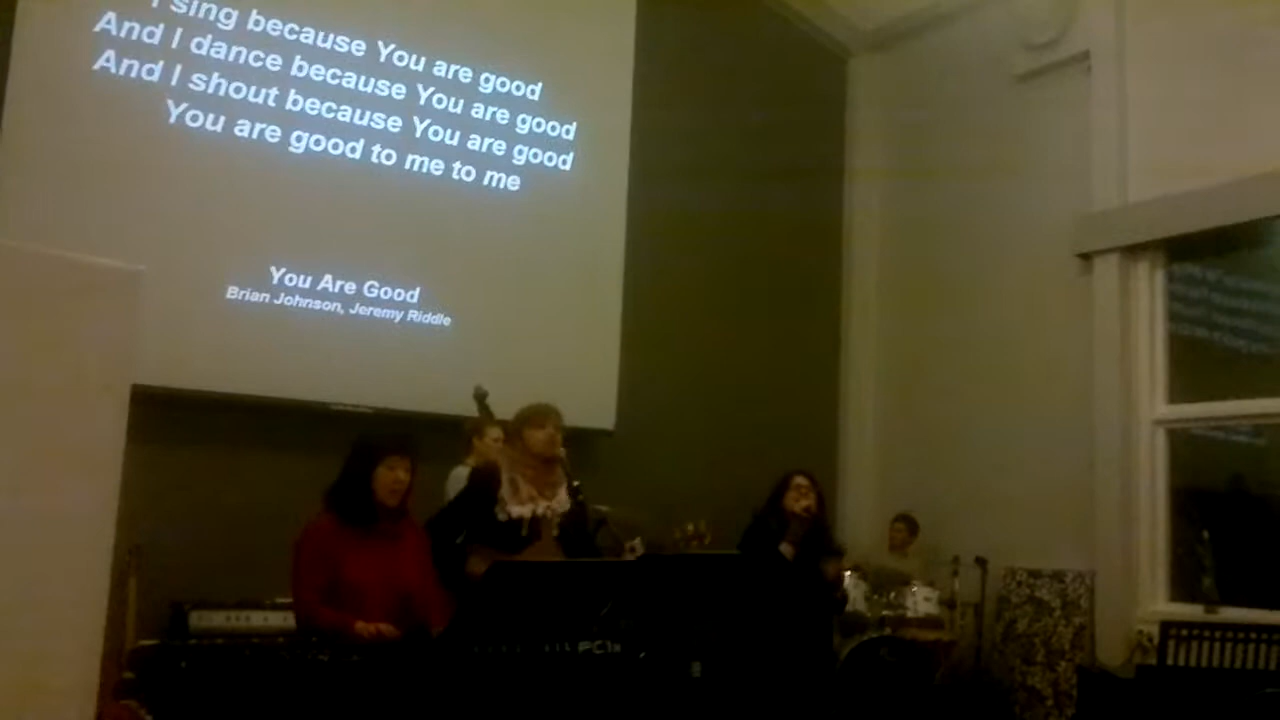 I sing because You are good
And I dance because You are good
And I shout because You are good
You are good to me to me
You Are Good
Brian Johnson, Jeremy Riddle
PC1x